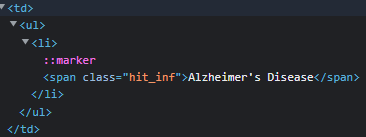 <td>
<ul>
<li>
::marker
<span class="hit_inf">Alzheimer's Disease</span>
</li>
</ul>
</td>